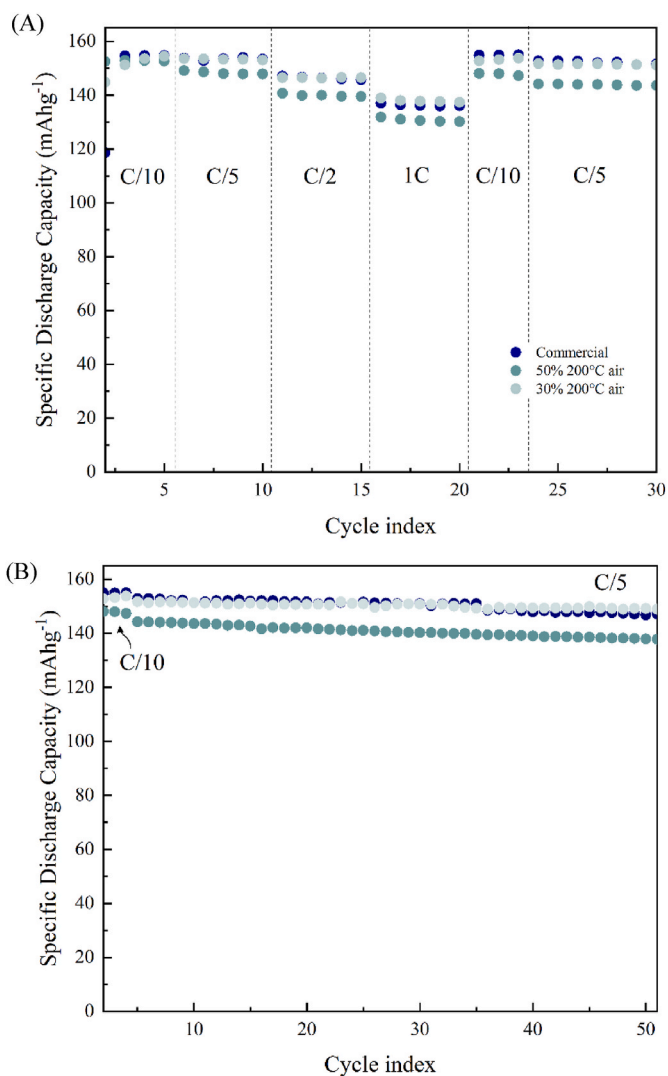 (A)
Specific Discharge Capacity (mAhg⁻¹)
160
140
120
100
80
60
40
20
0
C/10
C/5
C/2
1C
C/10
C/5
Commercial
50% 200°C air
30% 200°C air
5
10
15
20
25
30
Cycle index
(B)
Specific Discharge Capacity (mAhg⁻¹)
160
140
120
100
80
60
40
20
0
C/5
C/10
10
20
30
40
50
Cycle index